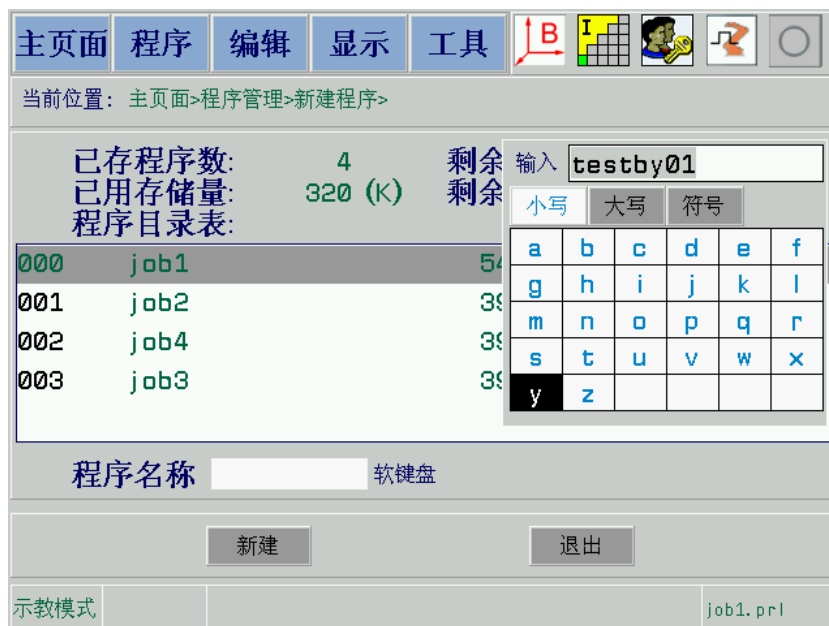 主页面 程序 编辑 显示 工具 B I
当前位置: 主页面>程序管理>新建程序>
已存程序数: 4 剩余
已用存储量: 320 (K) 剩余
程序目录表:
000 job1 54
001 job2 39
002 job4 39
003 job3 39
输入 testby01
小写 大写 符号
a b c d e f
g h i j k l
m n o p q r
s t u v w x
y z
程序名称 软键盘
新建 退出
示教模式 job1.prl